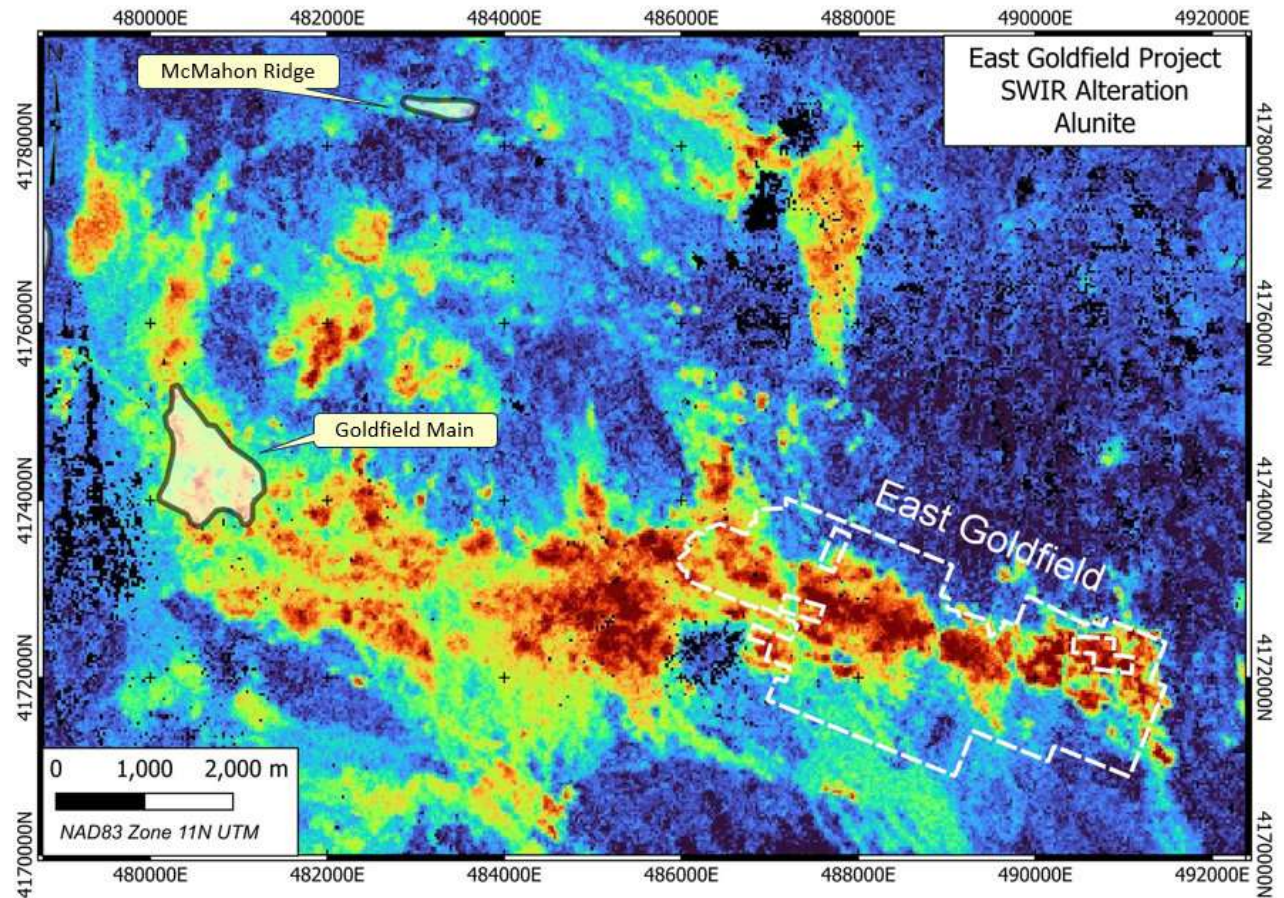 480000E 482000E 484000E 486000E 488000E 490000E 492000E
East Goldfield Project
SWIR Alteration
Alunite
McMahon Ridge
N
4178000N 4178000N
4176000N 4176000N
Goldfield Main
4174000N 4174000N
East Goldfield
4172000N 4172000N
0 1,000 2,000 m
NAD83 Zone 11N UTM
4170000N 4170000N
480000E 482000E 484000E 486000E 488000E 490000E 492000E